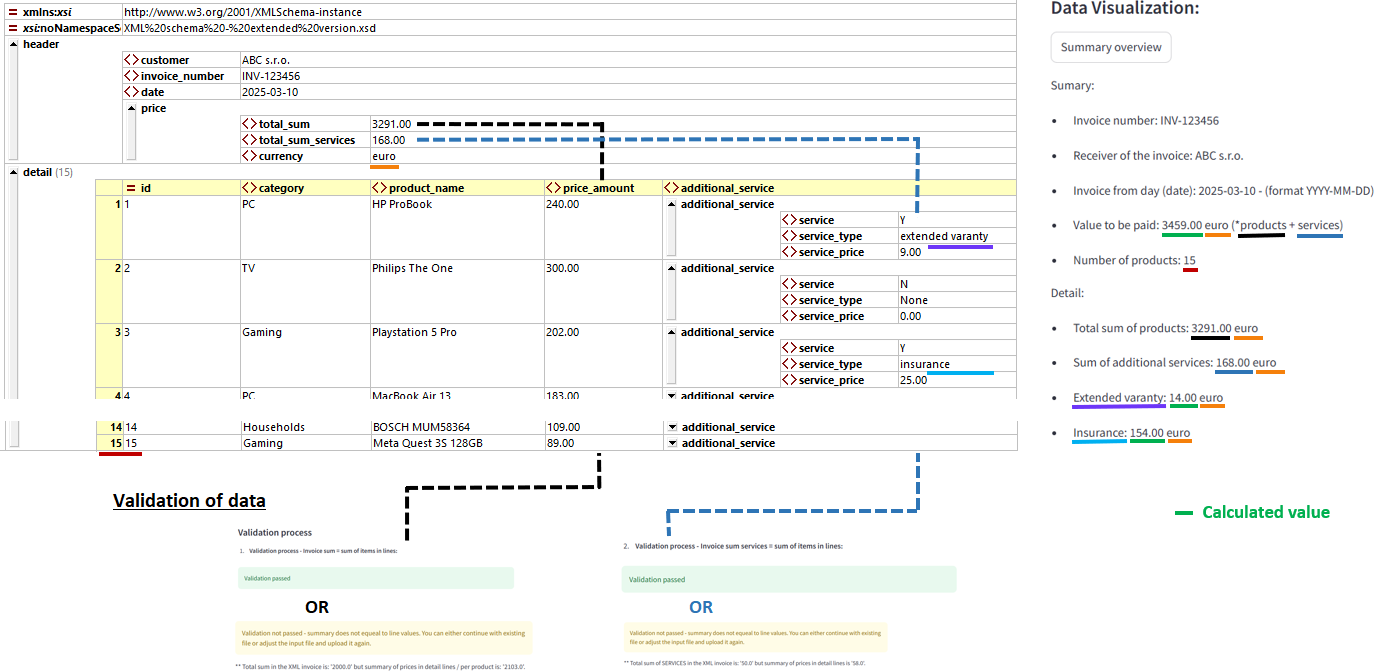 = xmlns:xsi http://www.w3.org/2001/XMLSchema-instance
= xsi:noNamespaceS XML%20schema%20-%20extended%20version.xsd
header
<> customer ABC s.r.o.
<> invoice_number INV-123456
<> date 2025-03-10
price
<> total_sum 3291.00
<> total_sum_services 168.00
<> currency euro
detail (15)
= id <> category <> product_name <> price_amount <> additional_service
1 1 PC HP ProBook 240.00 additional_service
<> service Y
<> service_type extended varanty
<> service_price 9.00
2 2 TV Philips The One 300.00 additional_service
<> service N
<> service_type None
<> service_price 0.00
3 3 Gaming Playstation 5 Pro 202.00 additional_service
<> service Y
<> service_type insurance
<> service_price 25.00
4 4 PC MacBook Air 13 183.00 additional_service
14 14 Households BOSCH MUM58364 109.00 additional_service
15 15 Gaming Meta Quest 3S 128GB 89.00 additional_service
Data Visualization:
Summary overview
Sumary:
• Invoice number: INV-123456
• Receiver of the invoice: ABC s.r.o.
• Invoice from day (date): 2025-03-10 - (format YYYY-MM-DD)
• Value to be paid: 3459.00 euro (*products + services)
• Number of products: 15
Detail:
• Total sum of products: 3291.00 euro
• Sum of additional services: 168.00 euro
• Extended varanty: 14.00 euro
• Insurance: 154.00 euro
Calculated value
Validation of data
Validation process
1. Validation process - Invoice sum = sum of items in lines:
Validation passed
OR
Validation not passed - summary does not equeal to line values. You can either continue with existing
file or adjust the input file and upload it again.
** Total sum in the XML invoice is: '2000.0' but summary of prices in detail lines / per product is: '2103.0'.
2. Validation process - Invoice sum services = sum of items in lines:
Validation passed
OR
Validation not passed - summary does not equeal to line values. You can either continue with existing
file or adjust the input file and upload it again.
** Total sum of SERVICES in the XML invoice is: '50.0' but summary of prices in detail lines is '58.0'.